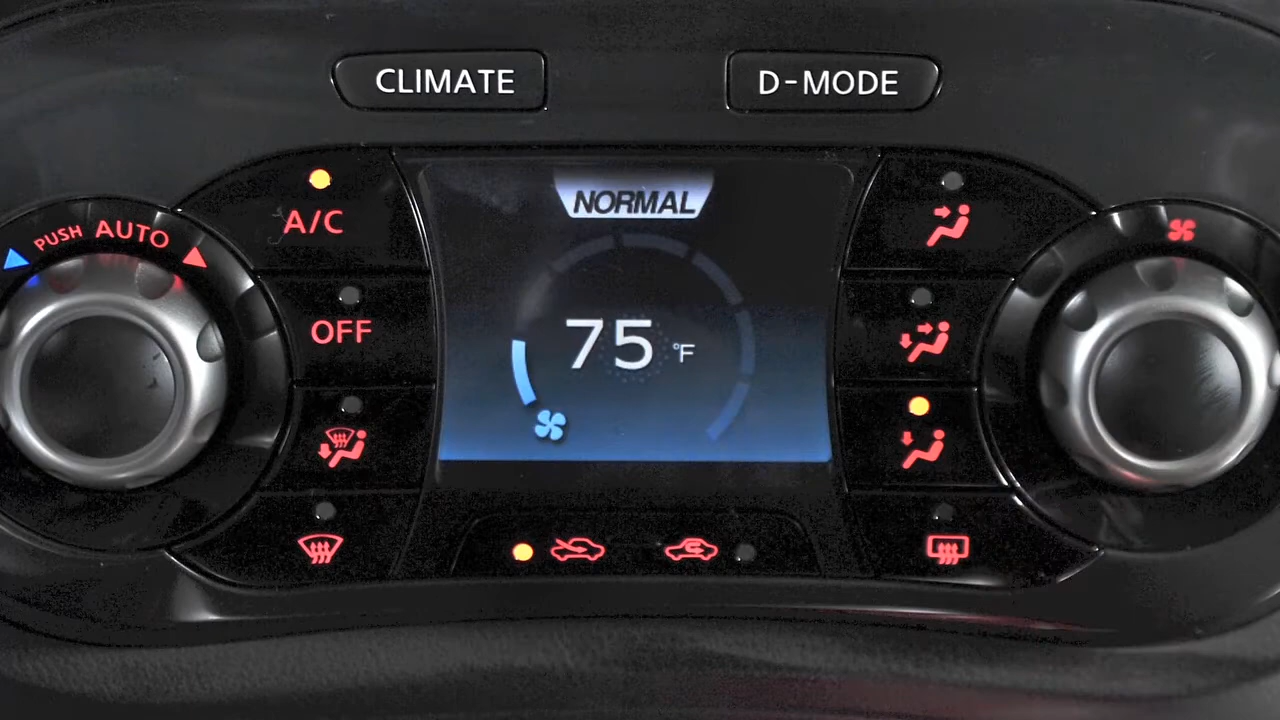 CLIMATE
D-MODE
NORMAL
A/C
PUSH AUTO
OFF
75 °F